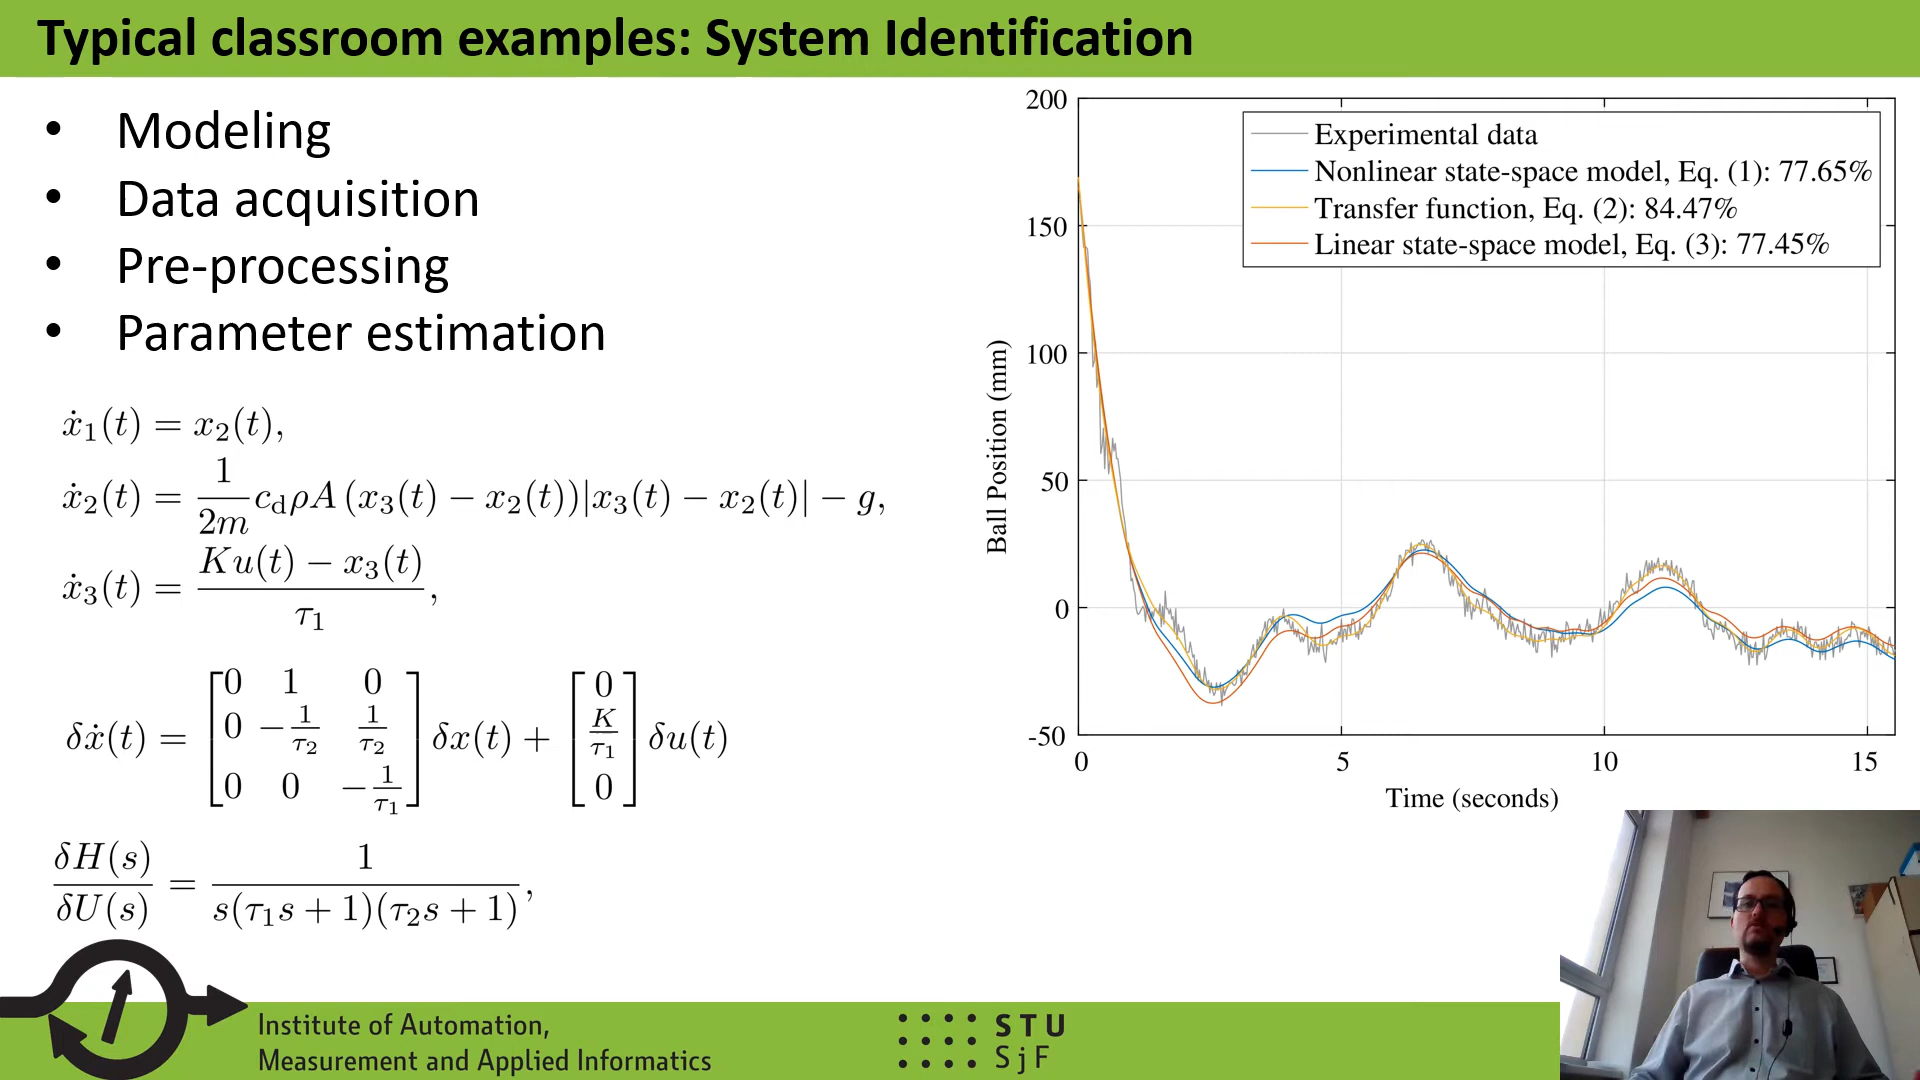 Typical classroom examples: System Identification
• Modeling
• Data acquisition
• Pre-processing
• Parameter estimation
ẋ₁(t) = x₂(t),
ẋ₂(t) = 1/2m c_d ρA (x₃(t) − x₂(t))|x₃(t) − x₂(t)| − g,
ẋ₃(t) = Ku(t) − x₃(t) / τ₁,
δẋ(t) = [0 1 0; 0 −1/τ₂ 1/τ₂; 0 0 −1/τ₁] δx(t) + [0; K/τ₁; 0] δu(t)
δH(s)/δU(s) = 1 / s(τ₁s + 1)(τ₂s + 1),
200
150
100
50
0
-50
Ball Position (mm)
Experimental data
Nonlinear state-space model, Eq. (1): 77.65%
Transfer function, Eq. (2): 84.47%
Linear state-space model, Eq. (3): 77.45%
0 5 10 15
Time (seconds)
Institute of Automation,
Measurement and Applied Informatics
STU
SjF